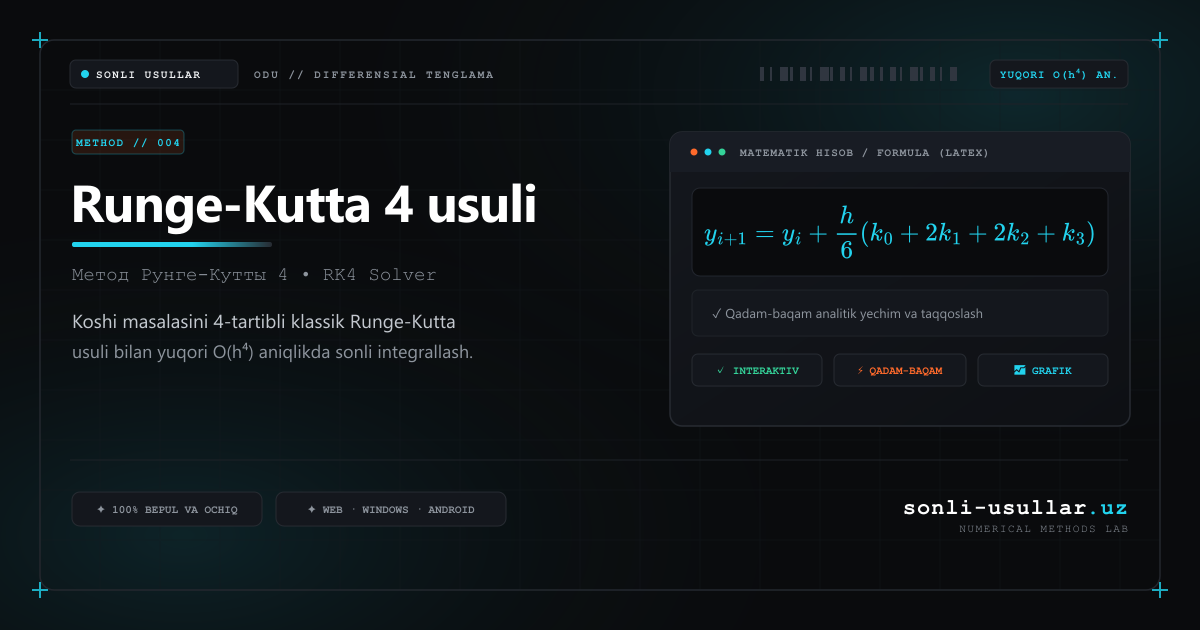 SONLI USULLAR
ODU // DIFFERENSIAL TENGLAMA
YUQORI O(h⁴) AN.
METHOD // 004
Runge-Kutta 4 usuli
Метод Рунге-Кутты 4 • RK4 Solver
Koshi masalasini 4-tartibli klassik Runge-Kutta
usuli bilan yuqori O(h⁴) aniqlikda sonli integrallash.
MATEMATIK HISOB / FORMULA (LATEX)
y_{i+1} = y_i + \frac{h}{6}(k_0 + 2k_1 + 2k_2 + k_3)
✓ Qadam-baqam analitik yechim va taqqoslash
✓ INTERAKTIV
⚡ QADAM-BAQAM
📈 GRAFIK
✦ 100% BEPUL VA OCHIQ
✦ WEB · WINDOWS · ANDROID
sonli-usullar.uz
NUMERICAL METHODS LAB